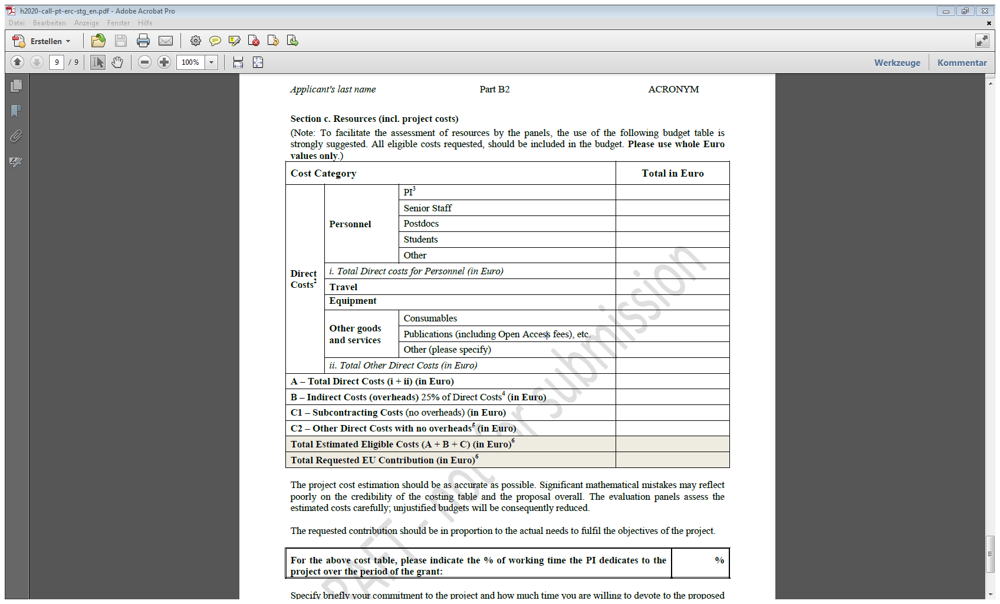 h2020-call-pt-erc-stg_en.pdf - Adobe Acrobat Pro
Datei Bearbeiten Anzeige Fenster Hilfe
Erstellen
9 / 9 100% Werkzeuge Kommentar
Applicant's last name Part B2 ACRONYM
Section c. Resources (incl. project costs)
(Note: To facilitate the assessment of resources by the panels, the use of the following budget table is
strongly suggested. All eligible costs requested, should be included in the budget. Please use whole Euro
values only.)
Cost Category Total in Euro
Direct Costs2
Personnel
PI3
Senior Staff
Postdocs
Students
Other
i. Total Direct costs for Personnel (in Euro)
Travel
Equipment
Other goods
and services
Consumables
Publications (including Open Access fees), etc.
Other (please specify)
ii. Total Other Direct Costs (in Euro)
A – Total Direct Costs (i + ii) (in Euro)
B – Indirect Costs (overheads) 25% of Direct Costs4 (in Euro)
C1 – Subcontracting Costs (no overheads) (in Euro)
C2 – Other Direct Costs with no overheads5 (in Euro)
Total Estimated Eligible Costs (A + B + C) (in Euro)6
Total Requested EU Contribution (in Euro)6
The project cost estimation should be as accurate as possible. Significant mathematical mistakes may reflect
poorly on the credibility of the costing table and the proposal overall. The evaluation panels assess the
estimated costs carefully; unjustified budgets will be consequently reduced.
The requested contribution should be in proportion to the actual needs to fulfil the objectives of the project.
For the above cost table, please indicate the % of working time the PI dedicates to the %
project over the period of the grant:
Specify briefly your commitment to the project and how much time you are willing to devote to the proposed
RAFT - not for submission